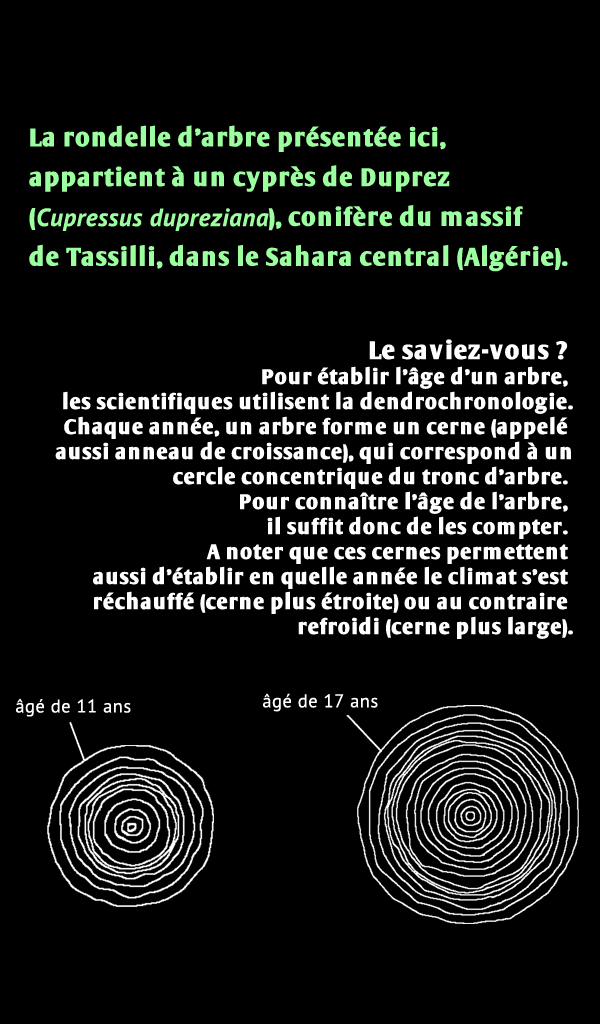 La rondelle d'arbre présentée ici,
appartient à un cyprès de Duprez
(Cupressus dupreziana), conifère du massif
de Tassilli, dans le Sahara central (Algérie).
Le saviez-vous ?
Pour établir l'âge d'un arbre,
les scientifiques utilisent la dendrochronologie.
Chaque année, un arbre forme un cerne (appelé
aussi anneau de croissance), qui correspond à un
cercle concentrique du tronc d'arbre.
Pour connaître l'âge de l'arbre,
il suffit donc de les compter.
A noter que ces cernes permettent
aussi d'établir en quelle année le climat s'est
réchauffé (cerne plus étroite) ou au contraire
refroidi (cerne plus large).
âgé de 11 ans
âgé de 17 ans